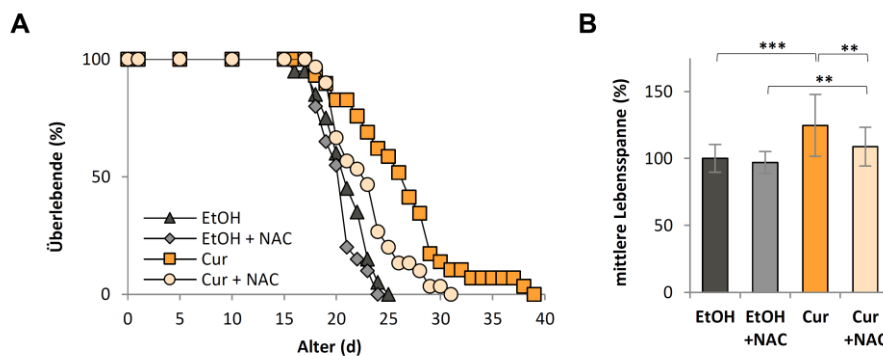 A
Überlebende (%)
100
50
0
EtOH
EtOH + NAC
Cur
Cur + NAC
0 5 10 15 20 25 30 35 40
Alter (d)
B
mittlere Lebensspanne (%)
*** **
**
150
100
50
0
EtOH EtOH Cur Cur
+NAC +NAC